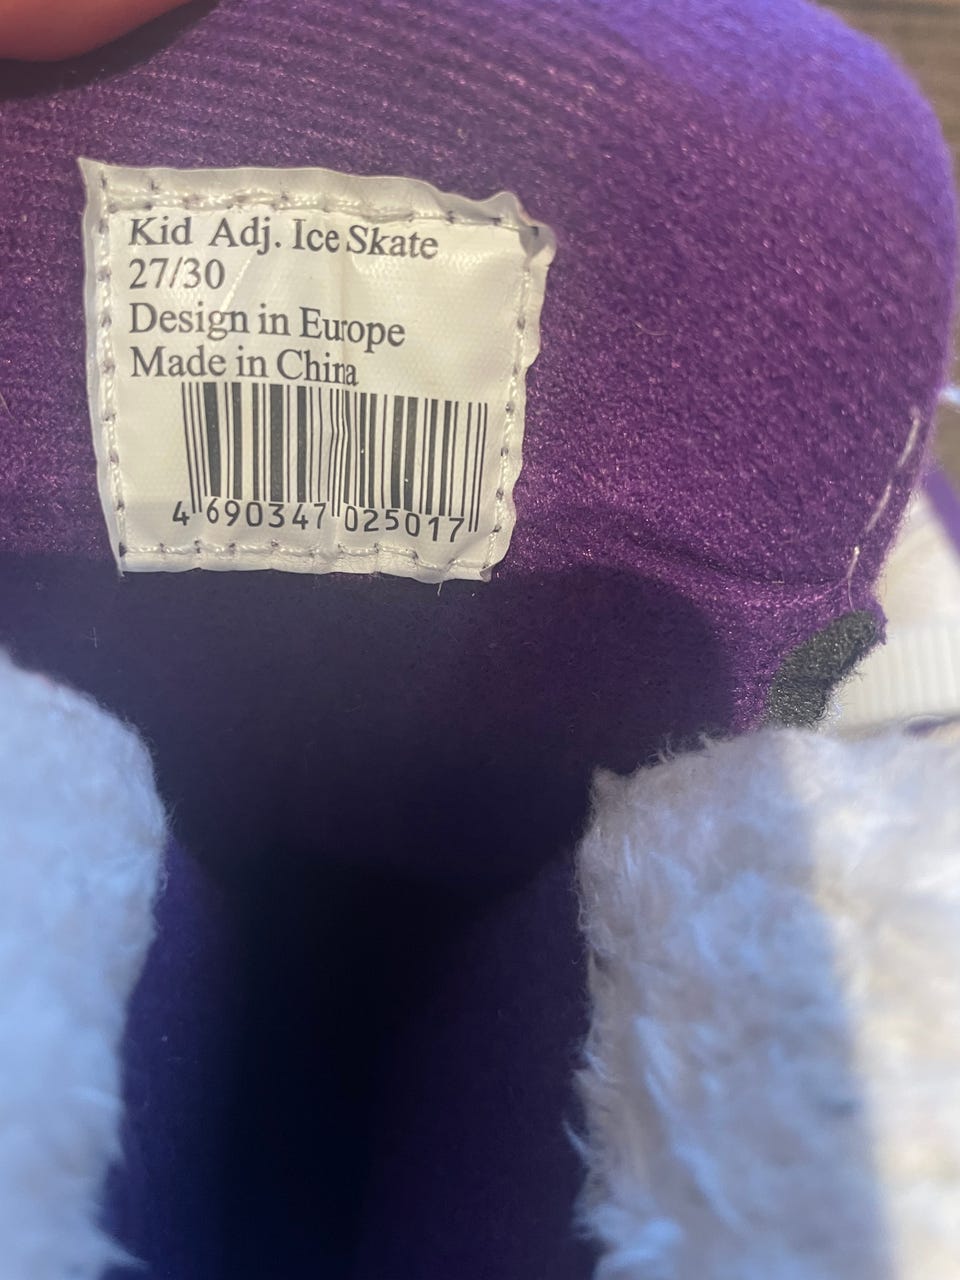 Kid Adj. Ice Skate
27/30
Design in Europe
Made in China
4 690347 025017